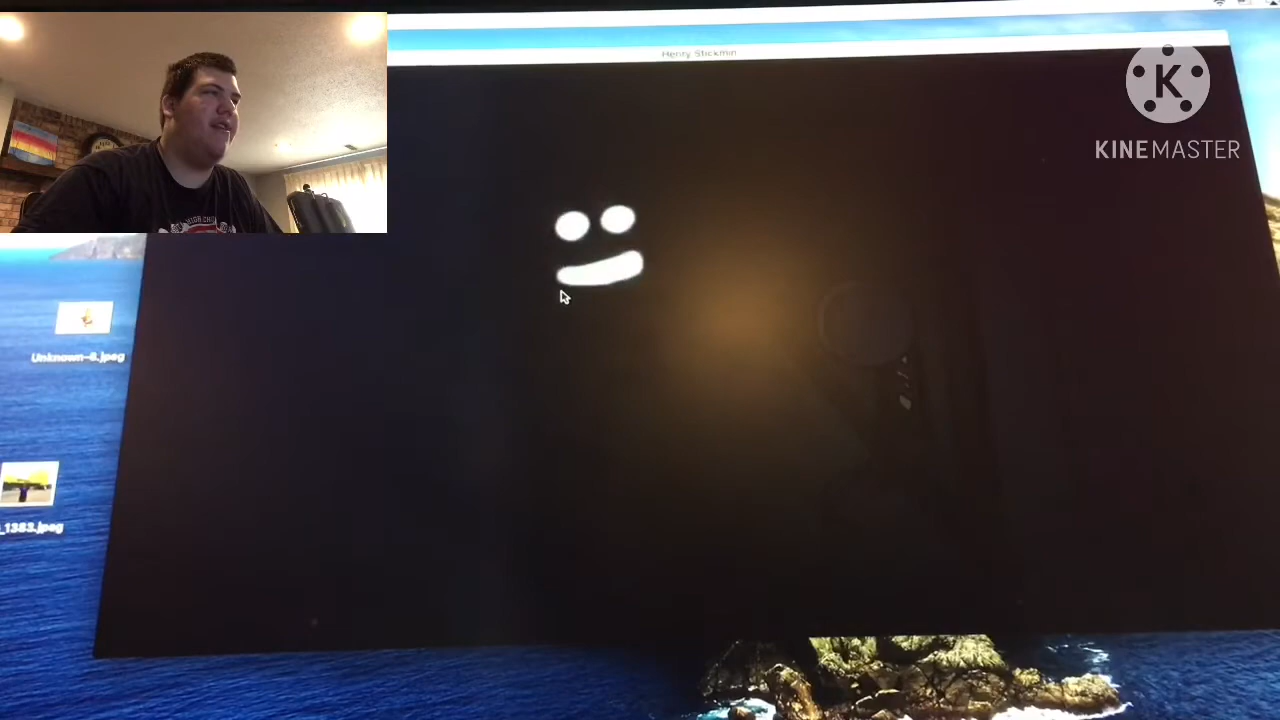 Henry Stickmin
K
KINEMASTER
Unknown-8.jpeg
_1383.jpeg